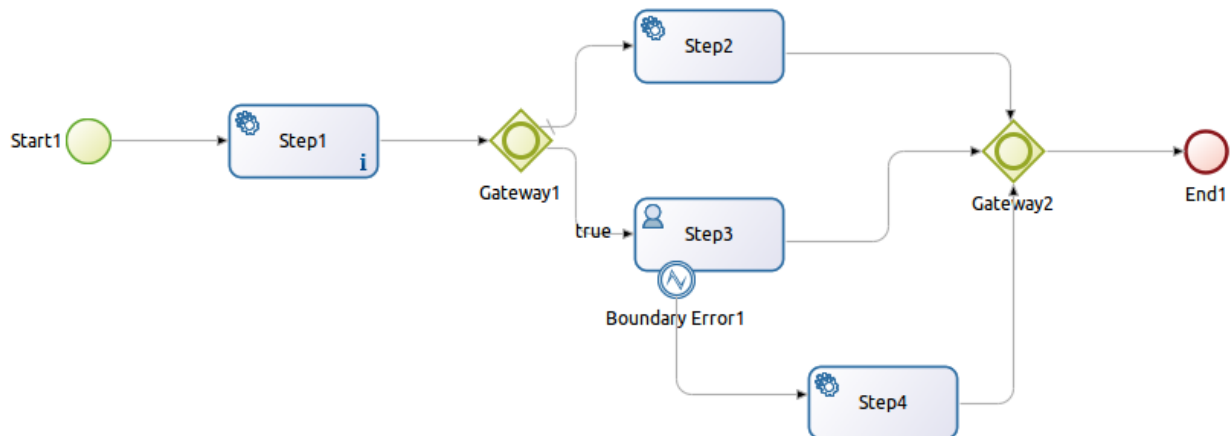 Start1
Step1
i
Gateway1
Step2
true
Step3
Boundary Error1
Step4
Gateway2
End1